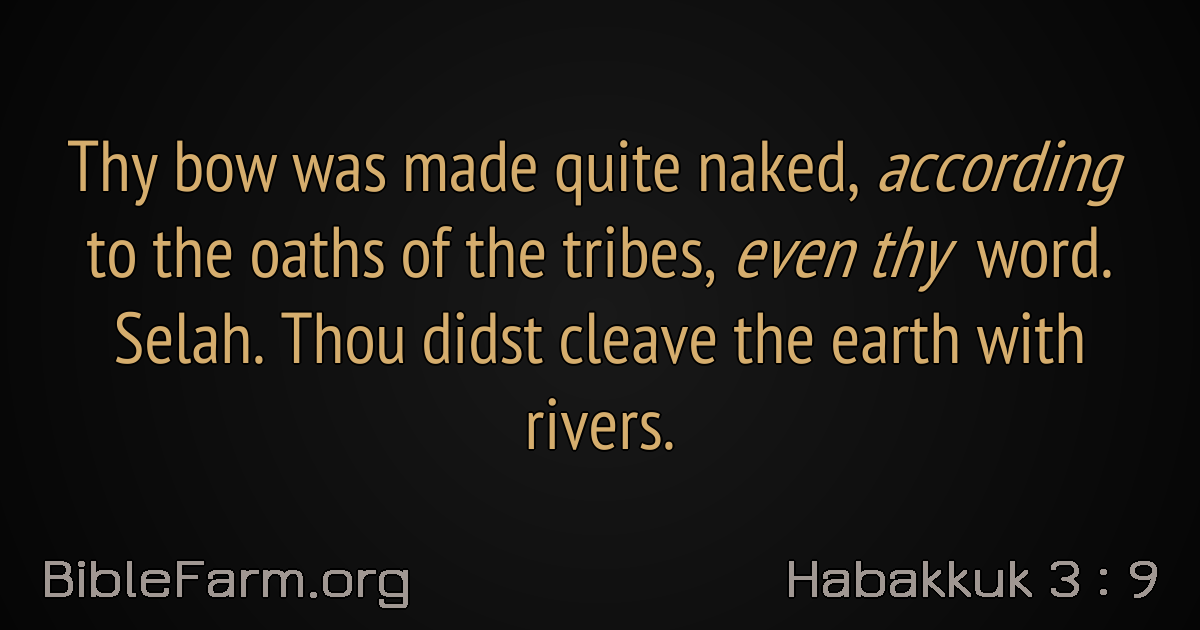 Thy bow was made quite naked, according
to the oaths of the tribes, even thy word.
Selah. Thou didst cleave the earth with
rivers.
BibleFarm.org
Habakkuk 3 : 9